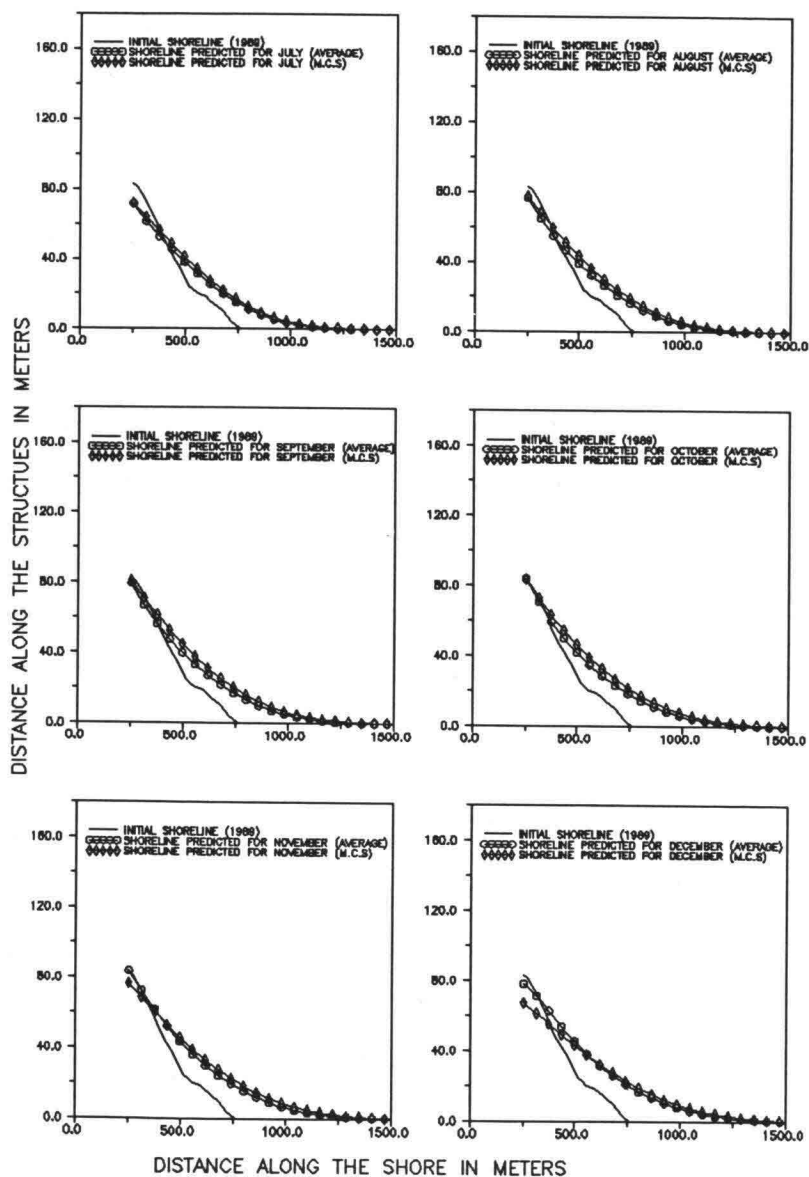 160.0
120.0
80.0
40.0
0.0
0.0
500.0
1000.0
1500.0
INITIAL SHORELINE (1989)
SHORELINE PREDICTED FOR JULY (AVERAGE)
SHORELINE PREDICTED FOR JULY (M.C.S)
160.0
120.0
80.0
40.0
0.0
0.0
500.0
1000.0
1500.0
INITIAL SHORELINE (1989)
SHORELINE PREDICTED FOR AUGUST (AVERAGE)
SHORELINE PREDICTED FOR AUGUST (M.C.S)
160.0
120.0
80.0
40.0
0.0
0.0
500.0
1000.0
1500.0
INITIAL SHORELINE (1989)
SHORELINE PREDICTED FOR SEPTEMBER (AVERAGE)
SHORELINE PREDICTED FOR SEPTEMBER (M.C.S)
160.0
120.0
80.0
40.0
0.0
0.0
500.0
1000.0
1500.0
INITIAL SHORELINE (1989)
SHORELINE PREDICTED FOR OCTOBER (AVERAGE)
SHORELINE PREDICTED FOR OCTOBER (M.C.S)
160.0
120.0
80.0
40.0
0.0
0.0
500.0
1000.0
1500.0
INITIAL SHORELINE (1989)
SHORELINE PREDICTED FOR NOVEMBER (AVERAGE)
SHORELINE PREDICTED FOR NOVEMBER (M.C.S)
160.0
120.0
80.0
40.0
0.0
0.0
500.0
1000.0
1500.0
INITIAL SHORELINE (1989)
SHORELINE PREDICTED FOR DECEMBER (AVERAGE)
SHORELINE PREDICTED FOR DECEMBER (M.C.S)
DISTANCE ALONG THE STRUCTUES IN METERS
DISTANCE ALONG THE SHORE IN METERS